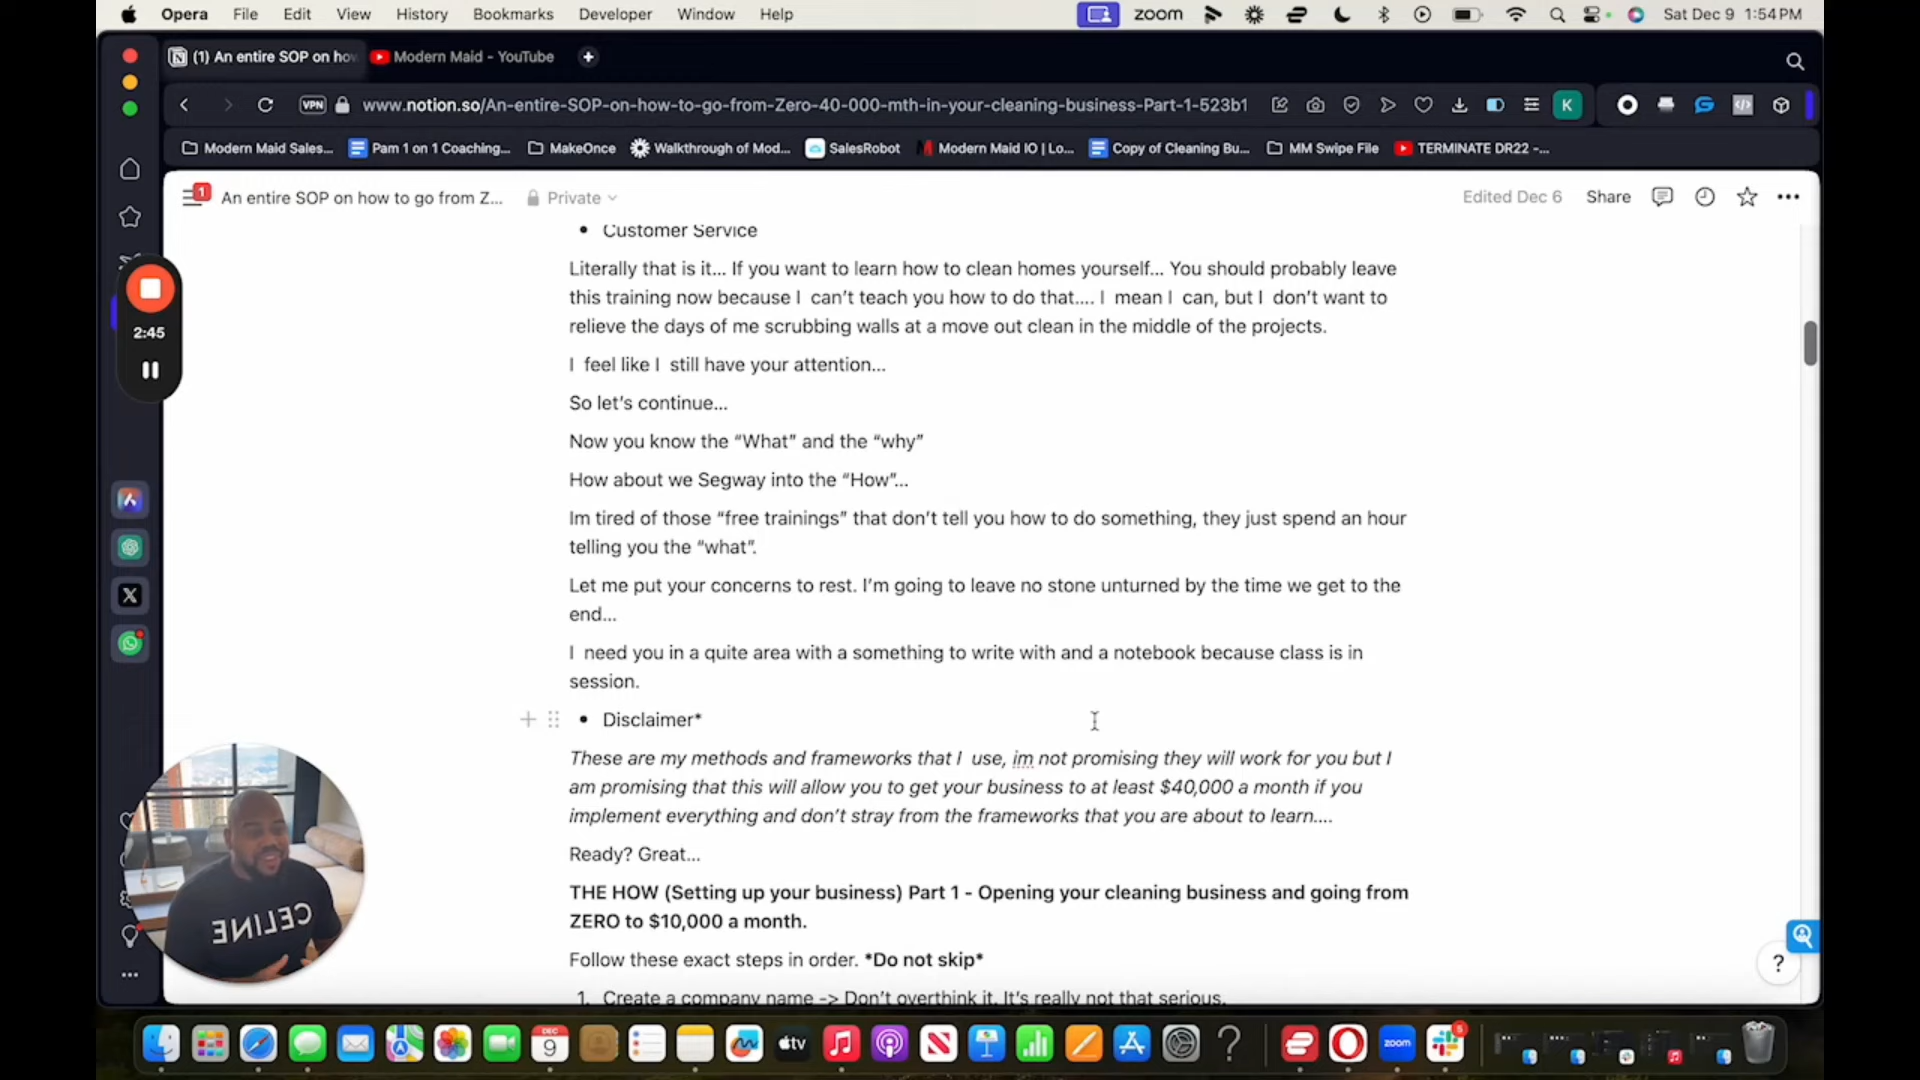 Opera File Edit View History Bookmarks Developer Window Help zoom Sat Dec 9 1:54 PM
(1) An entire SOP on how Modern Maid - YouTube
VPN www.notion.so/An-entire-SOP-on-how-to-go-from-Zero-40-000-mth-in-your-cleaning-business-Part-1-523b1 K
Modern Maid Sales... Pam 1 on 1 Coaching... MakeOnce Walkthrough of Mod... SalesRobot Modern Maid IO | Lo... Copy of Cleaning Bu... MM Swipe File TERMINATE DR22 -...
1 An entire SOP on how to go from Z... Private Edited Dec 6 Share
• Customer Service
Literally that is it... If you want to learn how to clean homes yourself... You should probably leave
this training now because I can't teach you how to do that.... I mean I can, but I don't want to
relieve the days of me scrubbing walls at a move out clean in the middle of the projects.
2:45
I feel like I still have your attention...
So let's continue...
Now you know the “What” and the “why”
How about we Segway into the “How”...
Im tired of those “free trainings” that don't tell you how to do something, they just spend an hour
telling you the “what”.
Let me put your concerns to rest. I'm going to leave no stone unturned by the time we get to the
end...
I need you in a quite area with a something to write with and a notebook because class is in
session.
• Disclaimer*
These are my methods and frameworks that I use, im not promising they will work for you but I
am promising that this will allow you to get your business to at least $40,000 a month if you
implement everything and don't stray from the frameworks that you are about to learn....
Ready? Great...
THE HOW (Setting up your business) Part 1 - Opening your cleaning business and going from
ZERO to $10,000 a month.
CELINE
Follow these exact steps in order. *Do not skip*
?
1. Create a company name -> Don't overthink it. It's really not that serious.
DEC
9
tv
zoom
5